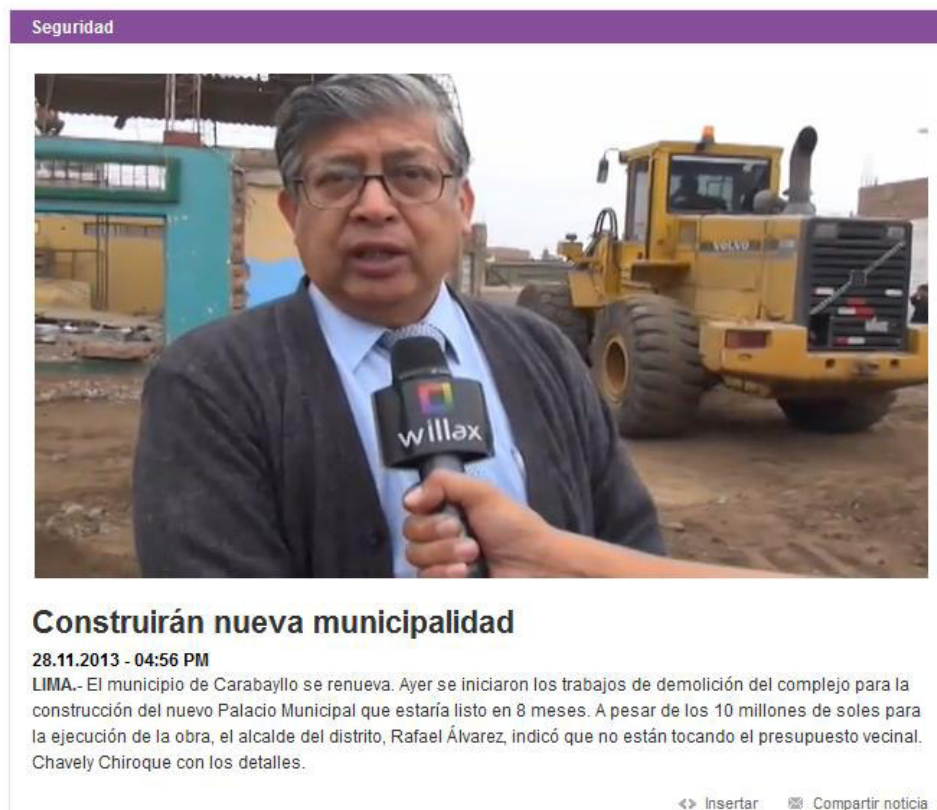 Seguridad
VOLVO
willax
Construirán nueva municipalidad
28.11.2013 - 04:56 PM
LIMA.- El municipio de Carabayllo se renueva. Ayer se iniciaron los trabajos de demolición del complejo para la
construcción del nuevo Palacio Municipal que estaría listo en 8 meses. A pesar de los 10 millones de soles para
la ejecución de la obra, el alcalde del distrito, Rafael Álvarez, indicó que no están tocando el presupuesto vecinal.
Chavely Chiroque con los detalles.
Insertar
Compartir noticia